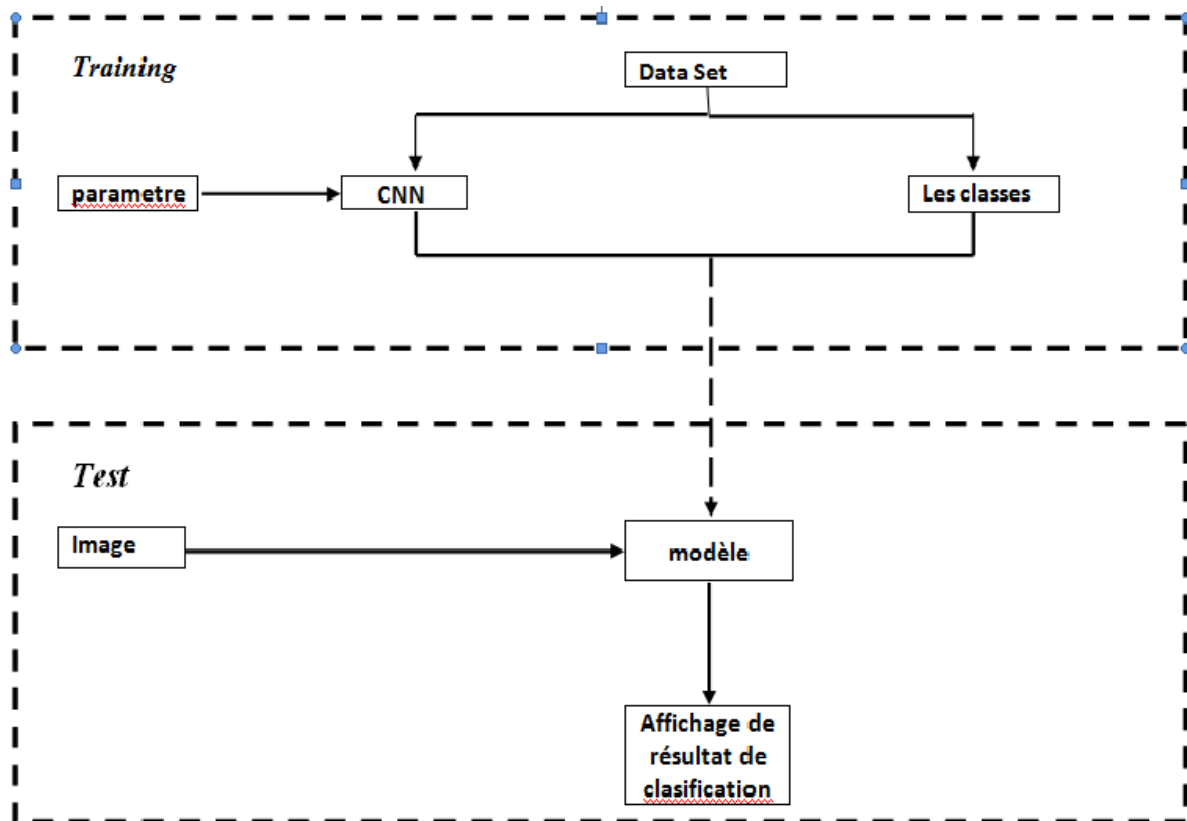 Training
Data Set
parametre
CNN
Les classes
Test
Image
modèle
Affichage de
résultat de
clasification